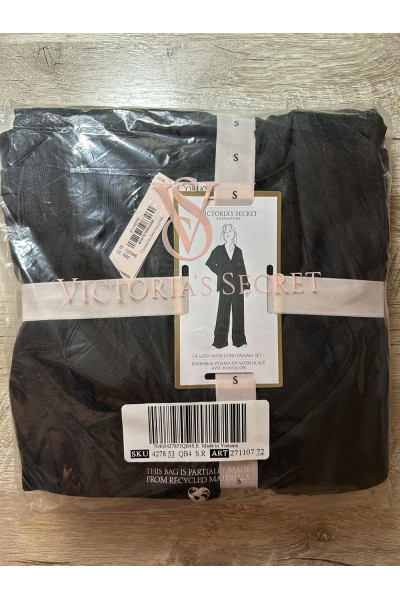 S
S
S
VICTORIA'S SECRET
VS
VICTORIA'S SECRET
GLAZED SATIN LONG PAJAMA SET
ENSEMBLE-PYJAMA EN SATIN GLACÉ
AVEC PANTALON
S
Made in Vietnam
SKU 4278 53 QB4 S.R ART 271107 72
THIS BAG IS PARTIALLY MADE
FROM RECYCLED MATERIALS
S